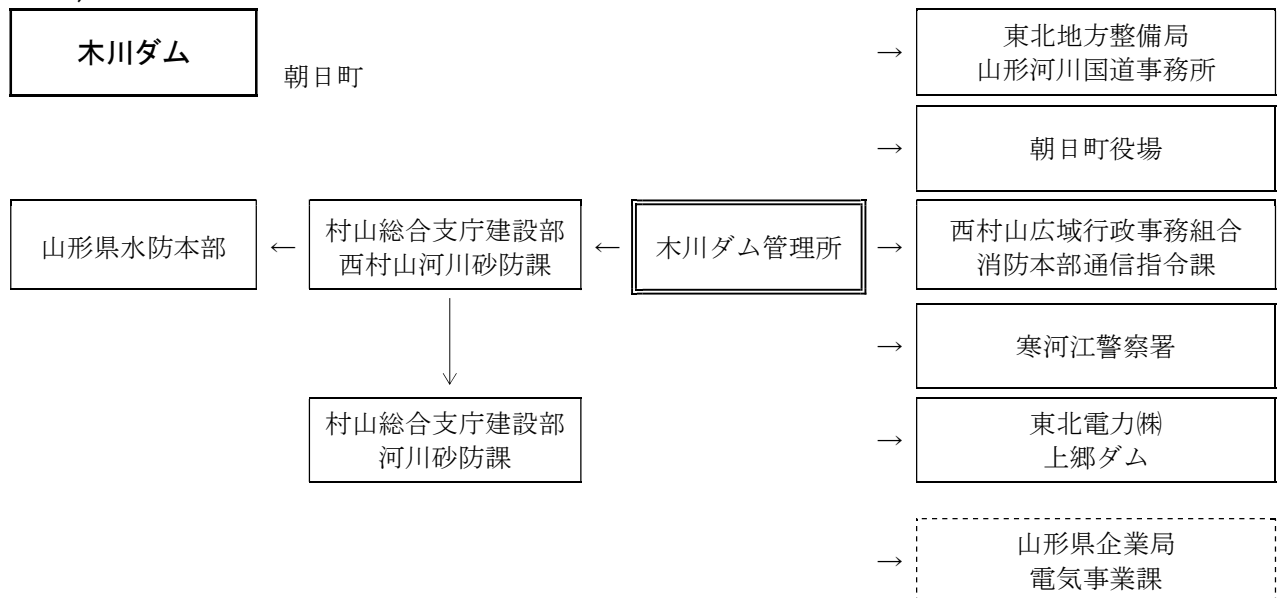 木川ダム
朝日町
→
東北地方整備局
山形河川国道事務所
→
朝日町役場
山形県水防本部
←
村山総合支庁建設部
西村山河川砂防課
←
木川ダム管理所
→
西村山広域行政事務組合
消防本部通信指令課
→
寒河江警察署
村山総合支庁建設部
河川砂防課
→
東北電力㈱
上郷ダム
→
山形県企業局
電気事業課